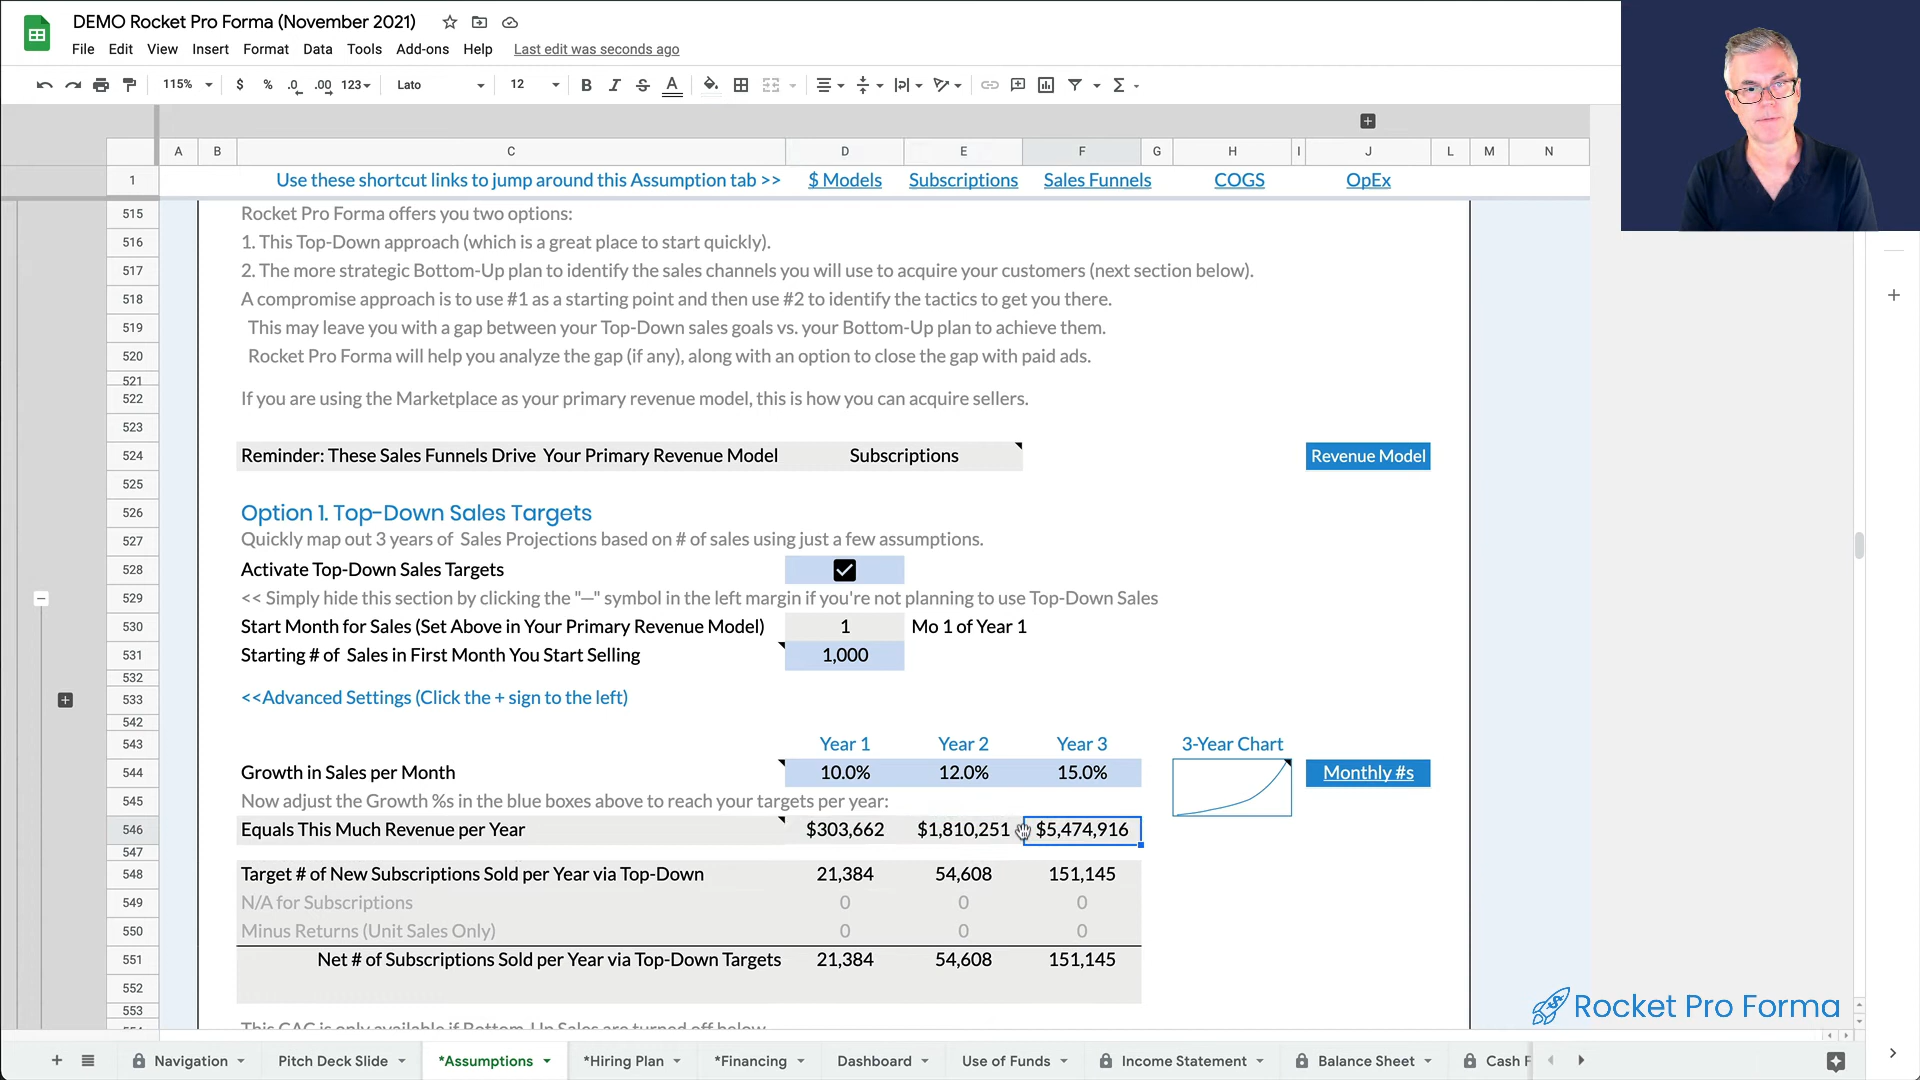 DEMO Rocket Pro Forma (November 2021)
File Edit View Insert Format Data Tools Add-ons Help Last edit was seconds ago
115% $ % .0 .00 123 Lato 12 B I S A
A B C D E F G H I J L M N
1 Use these shortcut links to jump around this Assumption tab >> $ Models Subscriptions Sales Funnels COGS OpEx
515 Rocket Pro Forma offers you two options:
516 1. This Top-Down approach (which is a great place to start quickly).
517 2. The more strategic Bottom-Up plan to identify the sales channels you will use to acquire your customers (next section below).
518 A compromise approach is to use #1 as a starting point and then use #2 to identify the tactics to get you there.
519 This may leave you with a gap between your Top-Down sales goals vs. your Bottom-Up plan to achieve them.
520 Rocket Pro Forma will help you analyze the gap (if any), along with an option to close the gap with paid ads.
521
522 If you are using the Marketplace as your primary revenue model, this is how you can acquire sellers.
523
524 Reminder: These Sales Funnels Drive Your Primary Revenue Model Subscriptions Revenue Model
525
526 Option 1. Top-Down Sales Targets
527 Quickly map out 3 years of Sales Projections based on # of sales using just a few assumptions.
528 Activate Top-Down Sales Targets
529 << Simply hide this section by clicking the "—" symbol in the left margin if you're not planning to use Top-Down Sales
530 Start Month for Sales (Set Above in Your Primary Revenue Model) 1 Mo 1 of Year 1
531 Starting # of Sales in First Month You Start Selling 1,000
532
533 <<Advanced Settings (Click the + sign to the left)
542
543 Year 1 Year 2 Year 3 3-Year Chart
544 Growth in Sales per Month 10.0% 12.0% 15.0% Monthly #s
545 Now adjust the Growth %s in the blue boxes above to reach your targets per year:
546 Equals This Much Revenue per Year $303,662 $1,810,251 $5,474,916
547
548 Target # of New Subscriptions Sold per Year via Top-Down 21,384 54,608 151,145
549 N/A for Subscriptions 0 0 0
550 Minus Returns (Unit Sales Only) 0 0 0
551 Net # of Subscriptions Sold per Year via Top-Down Targets 21,384 54,608 151,145
552
553
This CAC is only available if Bottom-Up Sales are turned off below
Rocket Pro Forma
Navigation Pitch Deck Slide *Assumptions *Hiring Plan *Financing Dashboard Use of Funds Income Statement Balance Sheet Cash F